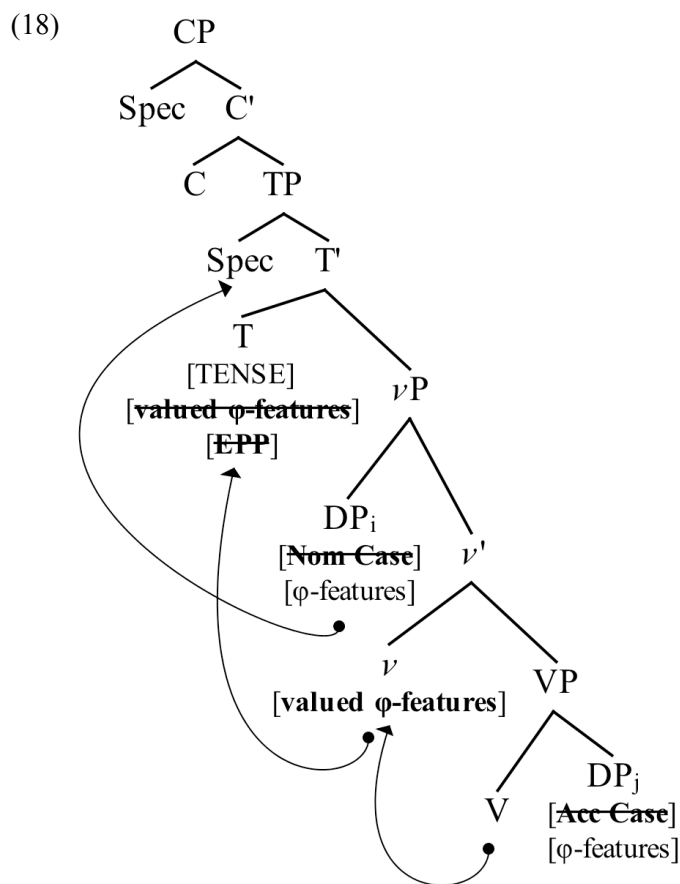 (18)
CP
Spec C'
C TP
Spec T'
T
[TENSE]
[valued φ-features]
[EPP]
νP
DPi
[Nom Case]
[φ-features]
ν'
ν
[valued φ-features]
VP
V
DPj
[Acc Case]
[φ-features]